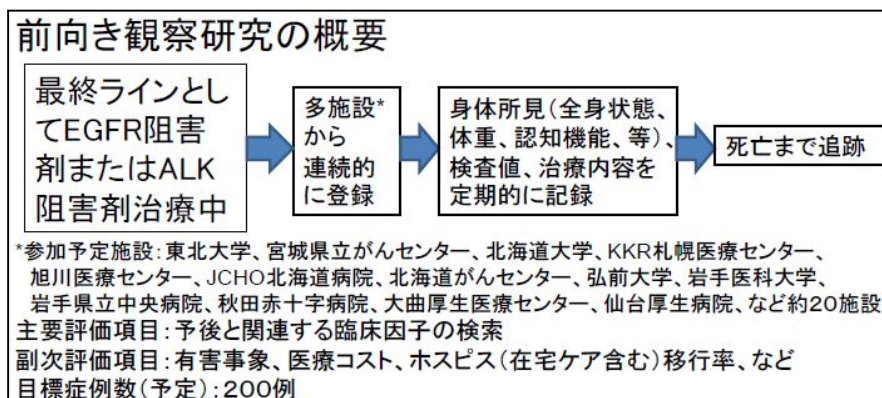 前向き観察研究の概要
最終ラインとし
てEGFR阻害
剤またはALK
阻害剤治療中
多施設*
から
連続的
に登録
身体所見(全身状態、
体重、認知機能、等)、
検査値、治療内容を
定期的に記録
死亡まで追跡
*参加予定施設:東北大学、宮城県立がんセンター、北海道大学、KKR札幌医療センター、
旭川医療センター、JCHO北海道病院、北海道がんセンター、弘前大学、岩手医科大学、
岩手県立中央病院、秋田赤十字病院、大曲厚生医療センター、仙台厚生病院、など約20施設
主要評価項目:予後と関連する臨床因子の検索
副次評価項目:有害事象、医療コスト、ホスピス(在宅ケア含む)移行率、など
目標症例数(予定):200例